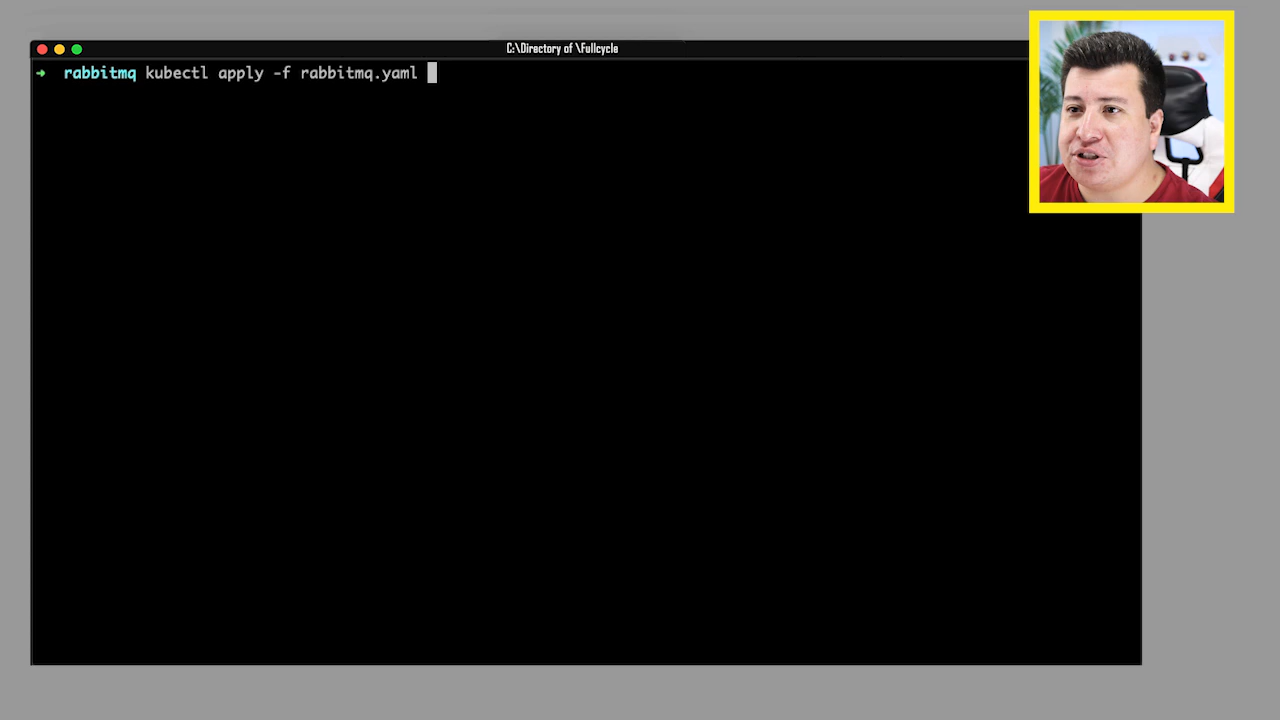 C:\Directory of \Fullcycle
➜ rabbitmq kubectl apply -f rabbitmq.yaml